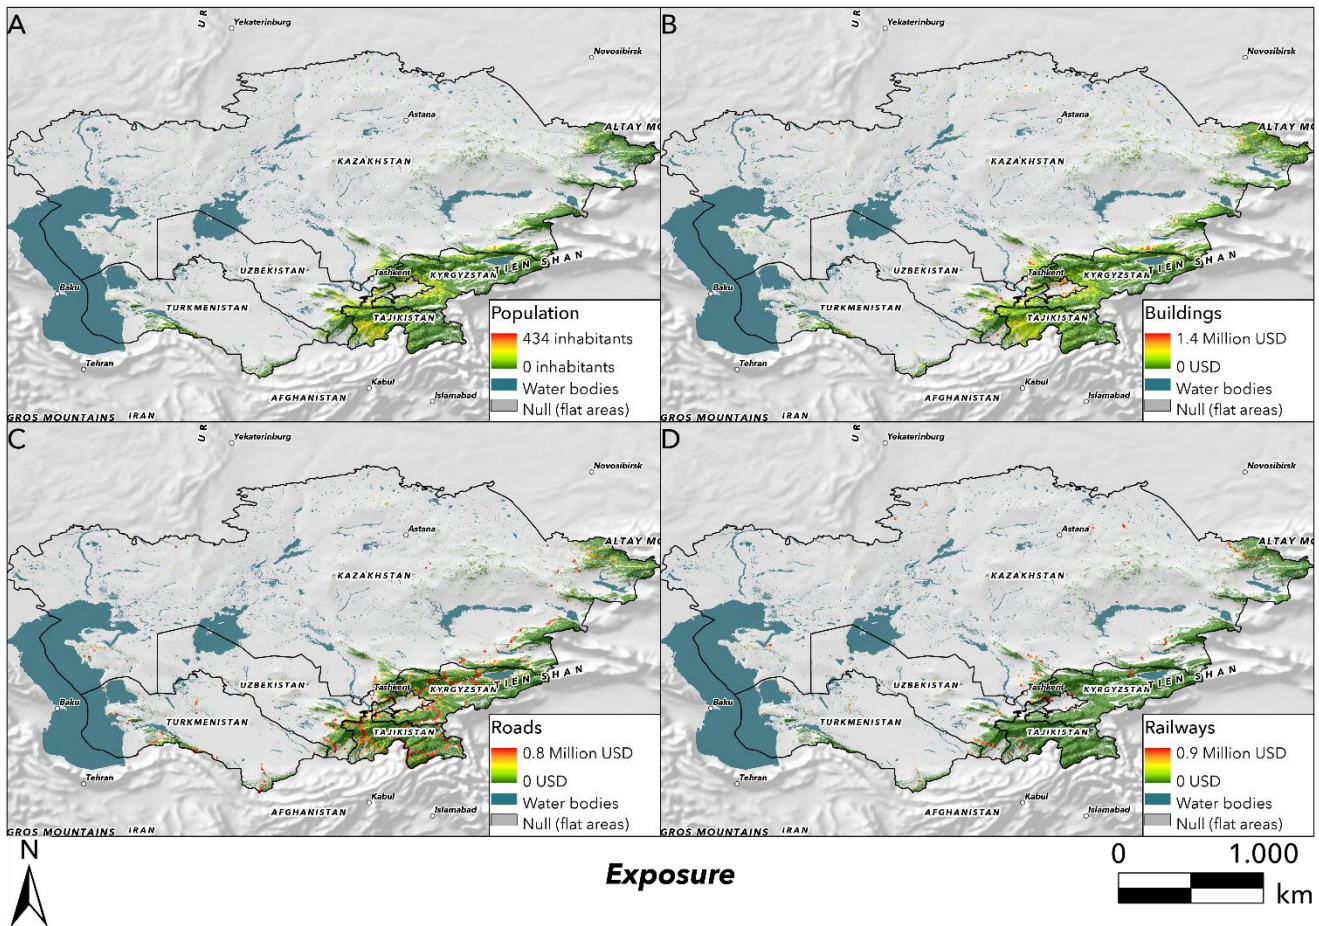 A
UR
Yekaterinburg
Novosibirsk
Astana
ALTAY MO
KAZAKHSTAN
UZBEKISTAN
Tashkent
KYRGYZSTAN
TIEN SHAN
Baku
TURKMENISTAN
TAJIKISTAN
Tehran
Kabul
Islamabad
AFGHANISTAN
GROS MOUNTAINS
IRAN
Population
434 inhabitants
0 inhabitants
Water bodies
Null (flat areas)
B
UR
Yekaterinburg
Novosibirsk
Astana
ALTAY MO
KAZAKHSTAN
UZBEKISTAN
Tashkent
KYRGYZSTAN
TIEN SHAN
Baku
TURKMENISTAN
TAJIKISTAN
Tehran
Kabul
Islamabad
AFGHANISTAN
GROS MOUNTAINS
IRAN
Buildings
1.4 Million USD
0 USD
Water bodies
Null (flat areas)
C
UR
Yekaterinburg
Novosibirsk
Astana
ALTAY MO
KAZAKHSTAN
UZBEKISTAN
Tashkent
KYRGYZSTAN
TIEN SHAN
Baku
TURKMENISTAN
TAJIKISTAN
Tehran
Kabul
Islamabad
AFGHANISTAN
GROS MOUNTAINS
IRAN
Roads
0.8 Million USD
0 USD
Water bodies
Null (flat areas)
D
UR
Yekaterinburg
Novosibirsk
Astana
ALTAY MO
KAZAKHSTAN
UZBEKISTAN
Tashkent
KYRGYZSTAN
TIEN SHAN
Baku
TURKMENISTAN
TAJIKISTAN
Tehran
Kabul
Islamabad
AFGHANISTAN
GROS MOUNTAINS
IRAN
Railways
0.9 Million USD
0 USD
Water bodies
Null (flat areas)
N
Exposure
0 1.000
km